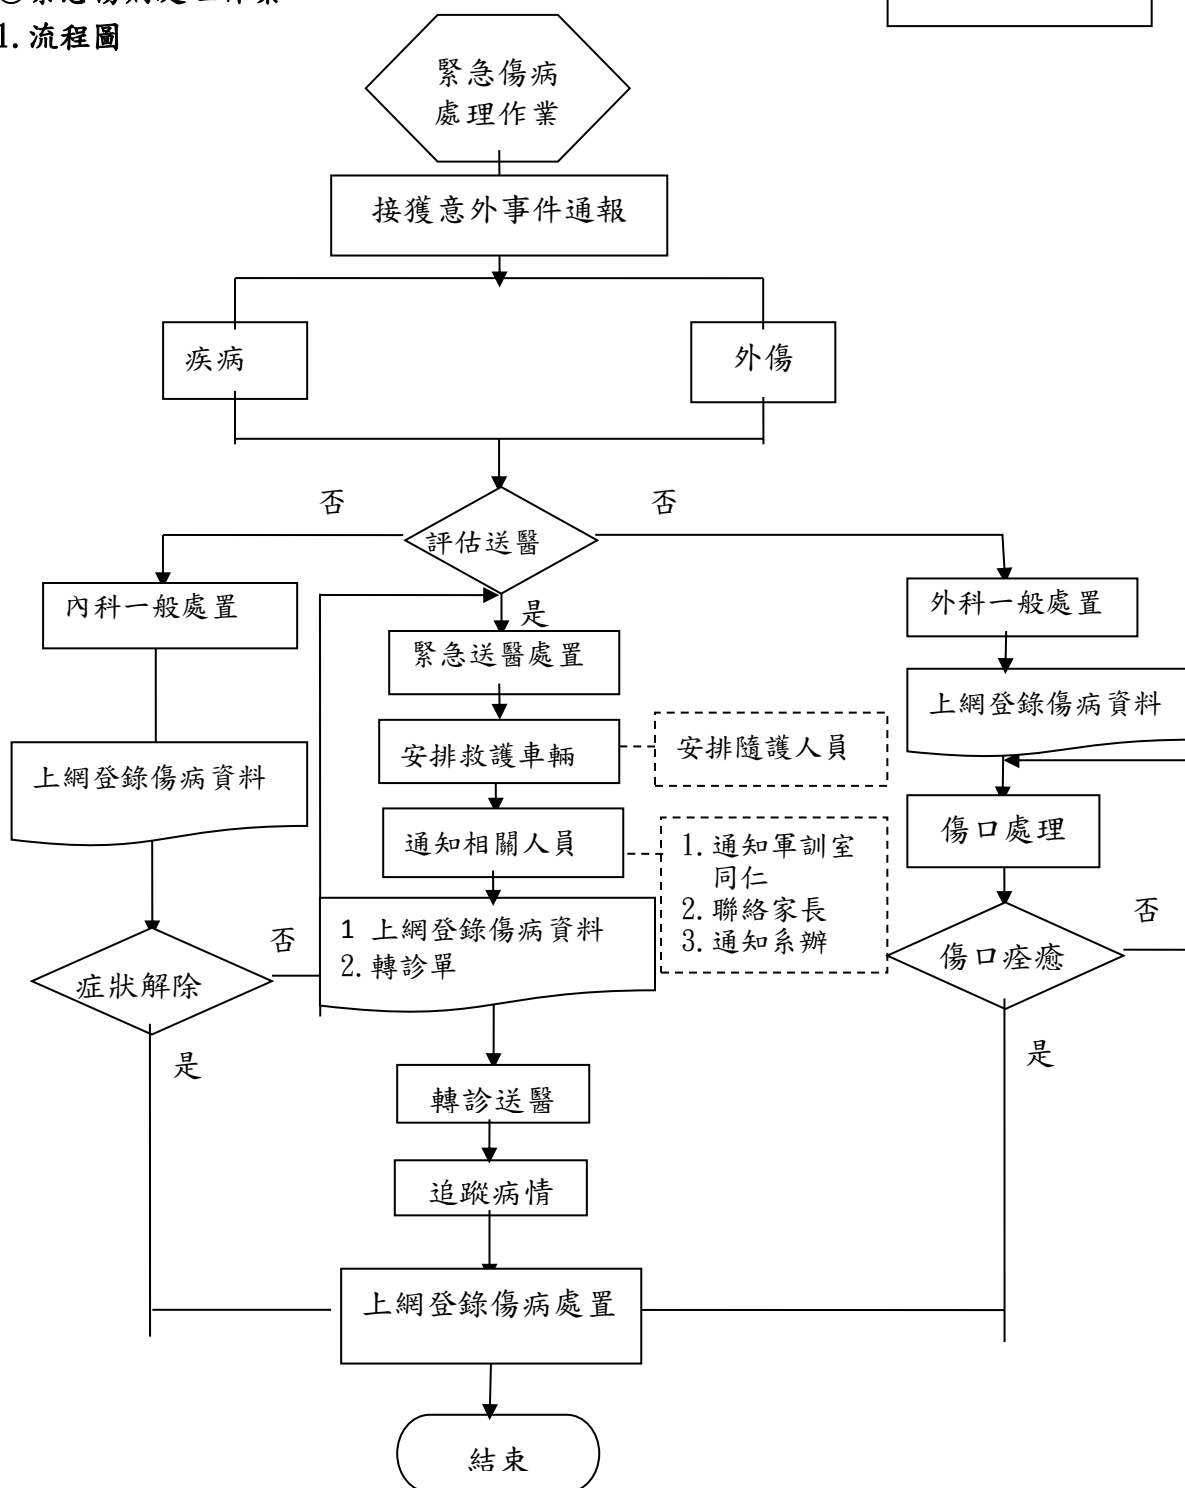 1.流程圖
緊急傷病
處理作業
接獲意外事件通報
疾病
外傷
否
否
評估送醫
是
內科一般處置
緊急送醫處置
外科一般處置
上網登錄傷病資料
安排救護車輛
安排隨護人員
上網登錄傷病資料
通知相關人員
1.通知軍訓室
同仁
2.聯絡家長
3.通知系辦
傷口處理
否
1 上網登錄傷病資料
2.轉診單
否
症狀解除
傷口痊癒
是
是
轉診送醫
追蹤病情
上網登錄傷病處置
結束